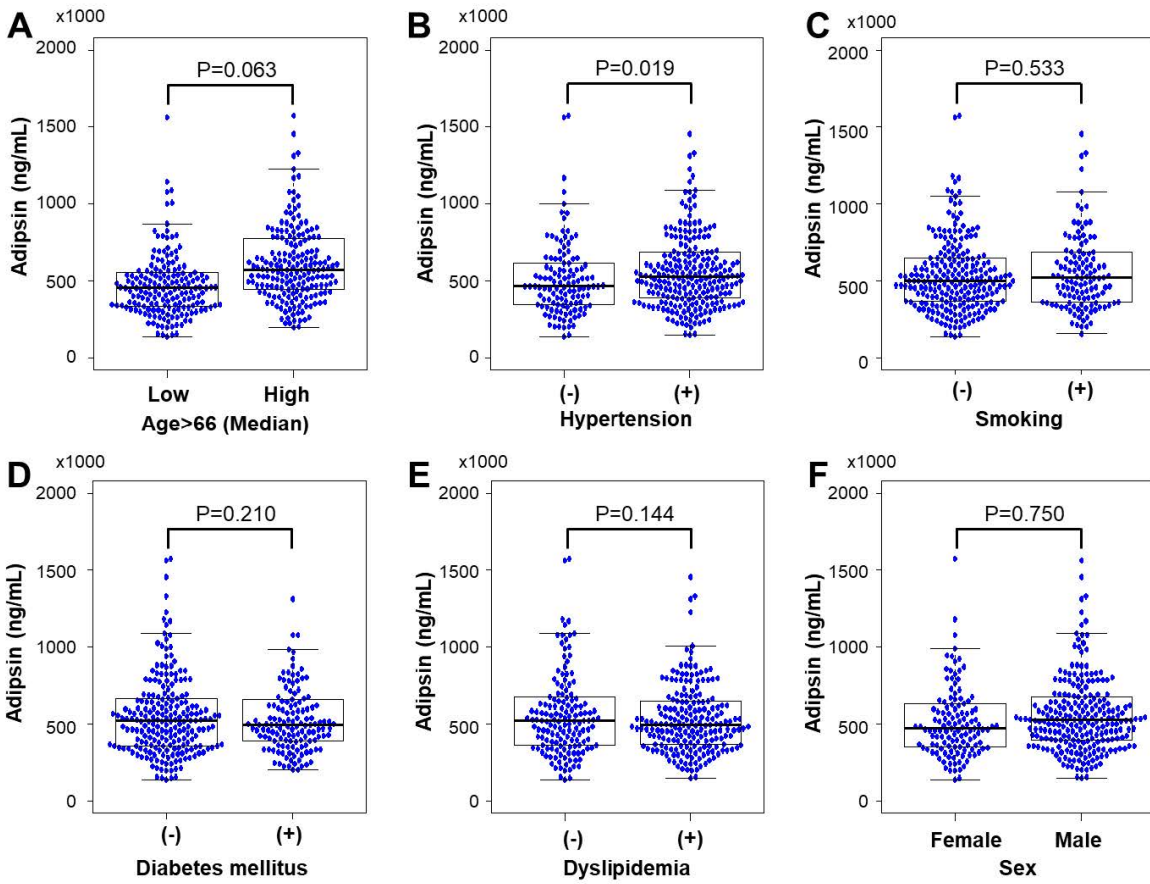 A
x1000
2000
1500
1000
500
0
Adipsin (ng/mL)
P=0.063
Low
High
Age>66 (Median)
B
x1000
2000
1500
1000
500
0
Adipsin (ng/mL)
P=0.019
(-)
(+)
Hypertension
C
x1000
2000
1500
1000
500
0
Adipsin (ng/mL)
P=0.533
(-)
(+)
Smoking
D
x1000
2000
1500
1000
500
0
Adipsin (ng/mL)
P=0.210
(-)
(+)
Diabetes mellitus
E
x1000
2000
1500
1000
500
0
Adipsin (ng/mL)
P=0.144
(-)
(+)
Dyslipidemia
F
x1000
2000
1500
1000
500
0
Adipsin (ng/mL)
P=0.750
Female
Male
Sex